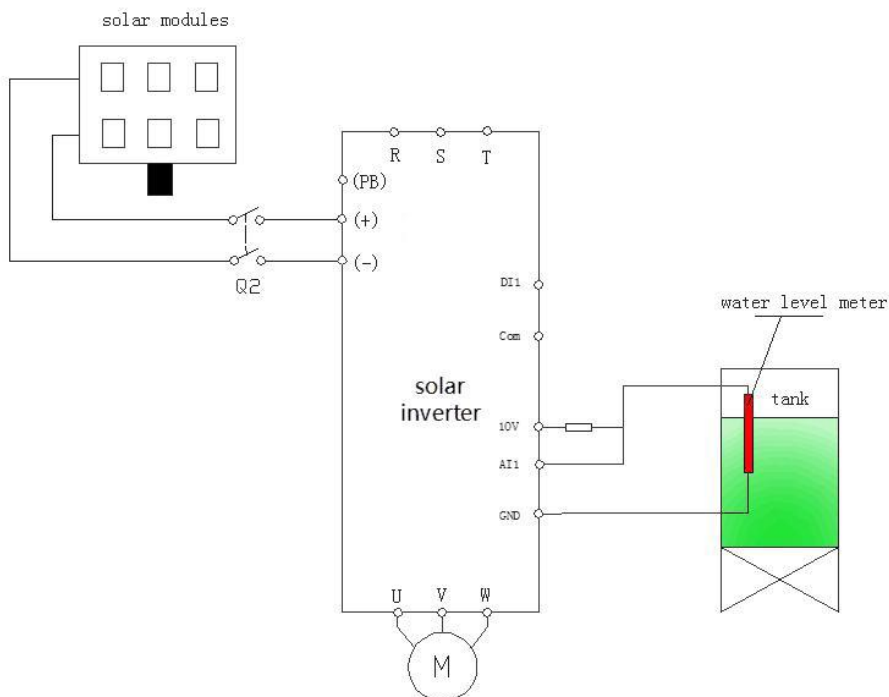 solar modules
R S T
(PB)
(+)
(-)
Q2
DI1
water level meter
Com
tank
solar
inverter
10V
AI1
GND
U V W
M